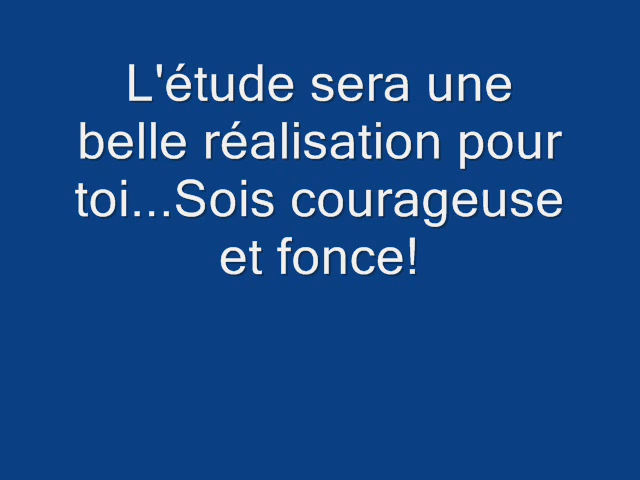 L'étude sera une
belle réalisation pour
toi...Sois courageuse
et fonce!